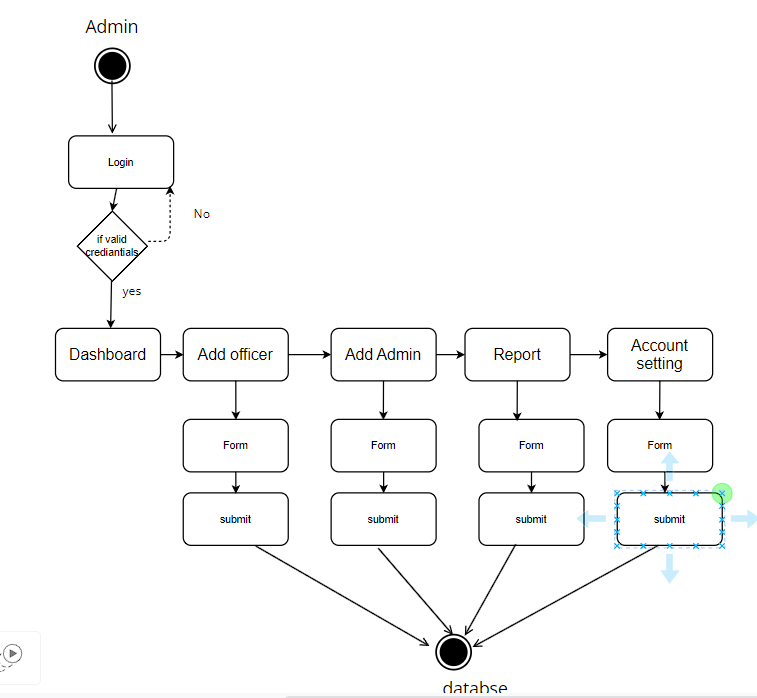 Admin
Login
No
if valid
crediantials
yes
Dashboard
Add officer
Add Admin
Report
Account
setting
Form
Form
Form
Form
submit
submit
submit
submit
databse